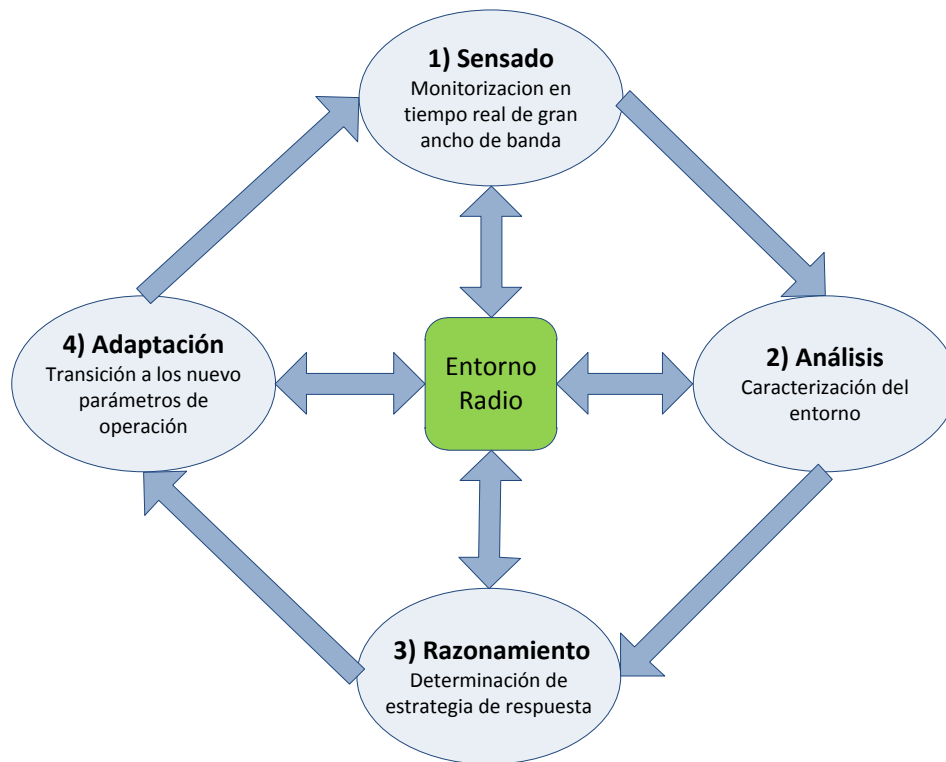 1) Sensado
Monitorizacion en
tiempo real de gran
ancho de banda
4) Adaptación
Transición a los nuevo
parámetros de
operación
Entorno
Radio
2) Análisis
Caracterización del
entorno
3) Razonamiento
Determinación de
estrategia de respuesta